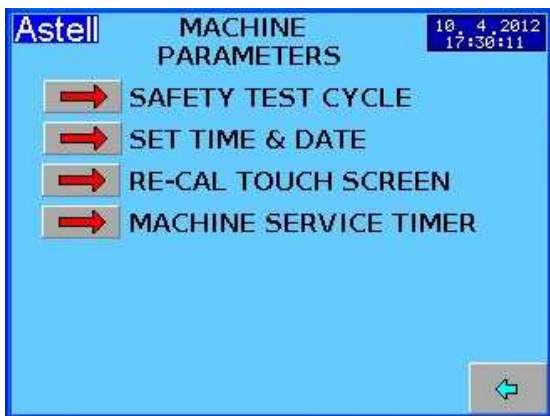 Astell
MACHINE
PARAMETERS
10. 4.2012
17:30:11
SAFETY TEST CYCLE
SET TIME & DATE
RE-CAL TOUCH SCREEN
MACHINE SERVICE TIMER